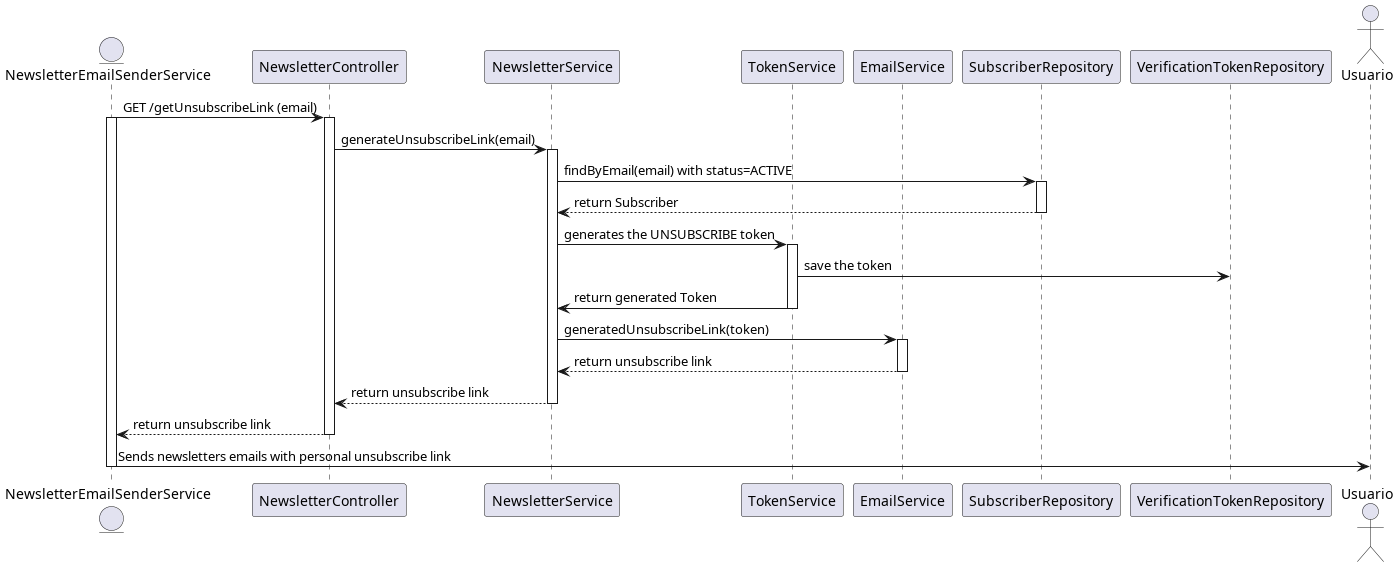 NewsletterEmailSenderService
NewsletterController
NewsletterService
TokenService
EmailService
SubscriberRepository
VerificationTokenRepository
Usuario
GET /getUnsubscribeLink (email)
generateUnsubscribeLink(email)
findByEmail(email) with status=ACTIVE
return Subscriber
generates the UNSUBSCRIBE token
save the token
return generated Token
generatedUnsubscribeLink(token)
return unsubscribe link
return unsubscribe link
return unsubscribe link
Sends newsletters emails with personal unsubscribe link
NewsletterEmailSenderService
NewsletterController
NewsletterService
TokenService
EmailService
SubscriberRepository
VerificationTokenRepository
Usuario